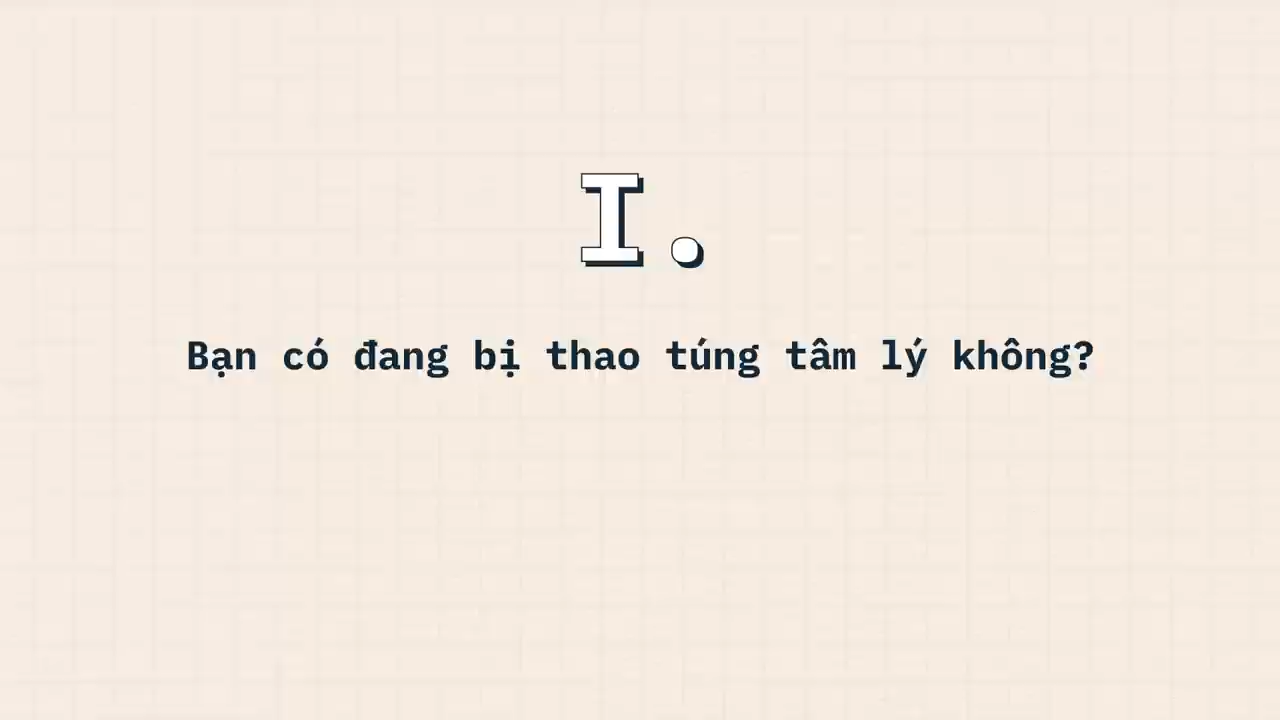 I.
Bạn có đang bị thao túng tâm lý không?